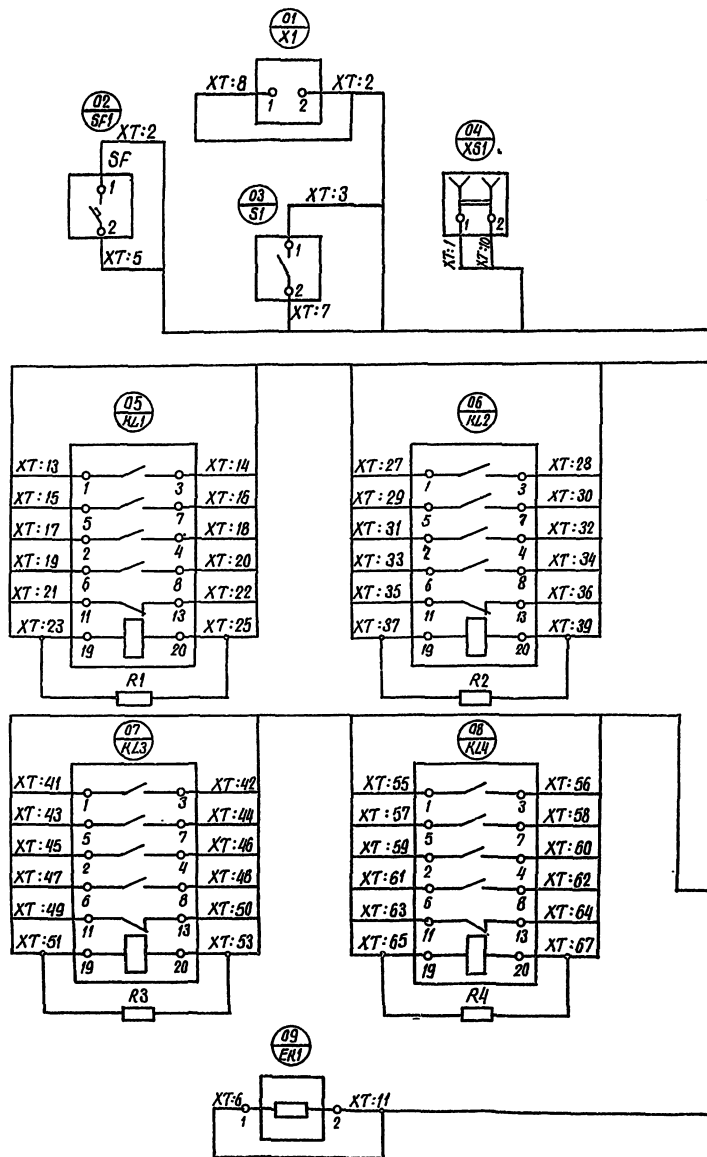 01
X1
XT:8
XT:2
1
2
02
SF1
XT:2
SF
1
2
XT:5
03
S1
XT:3
1
2
XT:7
04
XS1
1
2
XT:1
XT:10
05
KL1
XT:13
1
3
XT:14
XT:15
5
7
XT:16
XT:17
2
4
XT:18
XT:19
6
8
XT:20
XT:21
11
13
XT:22
XT:23
19
20
XT:25
R1
06
KL2
XT:27
1
3
XT:28
XT:29
5
7
XT:30
XT:31
2
4
XT:32
XT:33
6
8
XT:34
XT:35
11
13
XT:36
XT:37
19
20
XT:39
R2
07
KL3
XT:41
1
3
XT:42
XT:43
5
7
XT:44
XT:45
2
4
XT:46
XT:47
6
8
XT:48
XT:49
11
13
XT:50
XT:51
19
20
XT:53
R3
08
KL4
XT:55
1
3
XT:56
XT:57
5
7
XT:58
XT:59
2
4
XT:60
XT:61
6
8
XT:62
XT:63
11
13
XT:64
XT:65
19
20
XT:67
R4
09
EK1
XT:6
1
2
XT:11